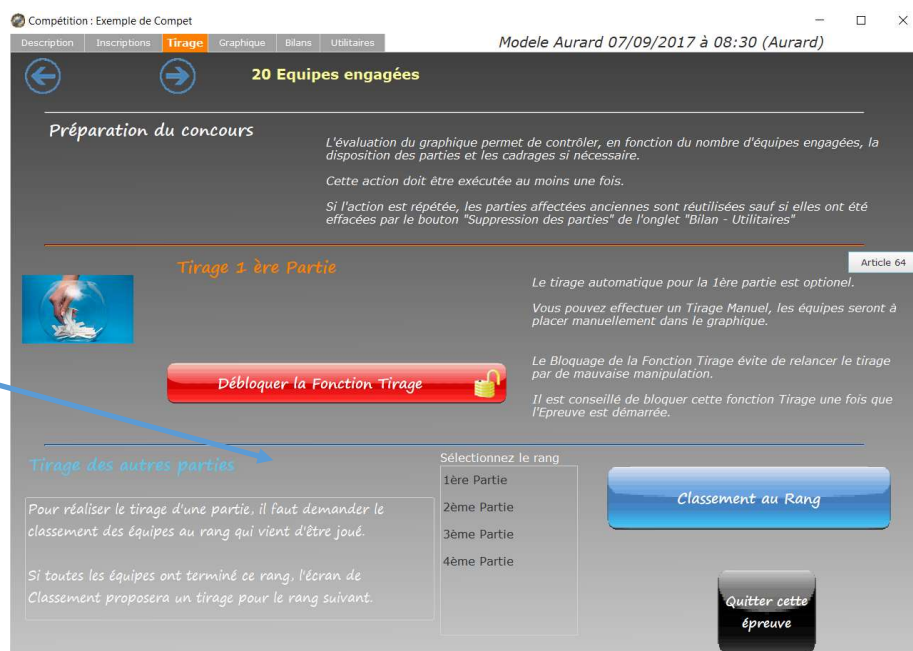 Compétition : Exemple de Compet
Description Inscriptions Tirage Graphique Bilans Utilitaires
Modele Aurard 07/09/2017 à 08:30 (Aurard)
20 Equipes engagées
Préparation du concours
L'évaluation du graphique permet de contrôler, en fonction du nombre d'équipes engagées, la
disposition des parties et les cadrages si nécessaire.
Cette action doit être exécutée au moins une fois.
Si l'action est répétée, les parties affectées anciennes sont réutilisées sauf si elles ont été
effacées par le bouton "Suppression des parties" de l'onglet "Bilan - Utilitaires"
Tirage 1 ère Partie
Article 64
Le tirage automatique pour la 1ère partie est optionel.
Vous pouvez effectuer un Tirage Manuel, les équipes seront à
placer manuellement dans le graphique.
Le Bloquage de la Fonction Tirage évite de relancer le tirage
par de mauvaise manipulation.
Il est conseillé de bloquer cette fonction Tirage une fois que
l'Epreuve est démarrée.
Débloquer la Fonction Tirage
Tirage des autres parties
Pour réaliser le tirage d'une partie, il faut demander le
classement des équipes au rang qui vient d'être joué.
Si toutes les équipes ont terminé ce rang, l'écran de
Classement proposera un tirage pour le rang suivant.
Sélectionnez le rang
1ère Partie
2ème Partie
3ème Partie
4ème Partie
Classement au Rang
Quitter cette
épreuve